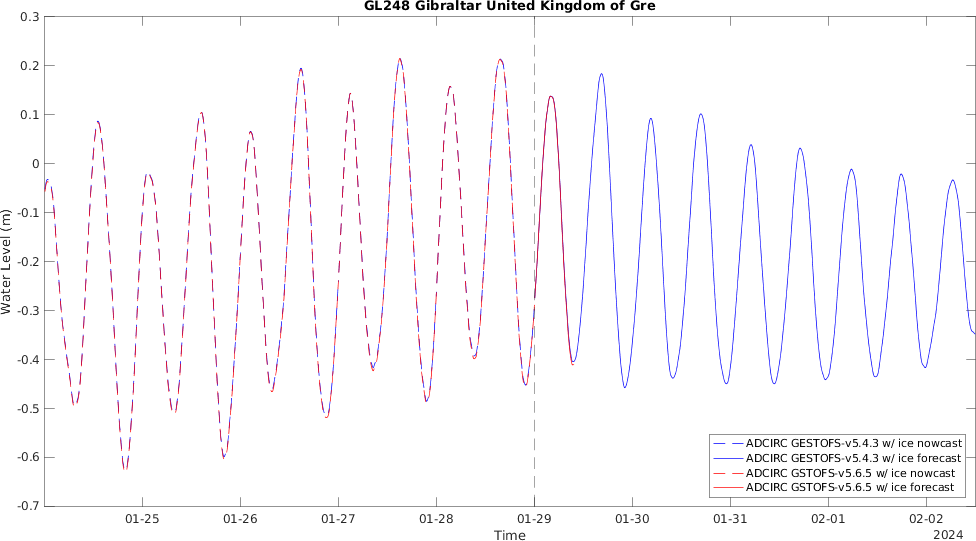 GL248 Gibraltar United Kingdom of Gre
0.3
0.2
0.1
0
-0.1
-0.2
-0.3
-0.4
-0.5
-0.6
-0.7
Water Level (m)
ADCIRC GESTOFS-v5.4.3 w/ ice nowcast
ADCIRC GESTOFS-v5.4.3 w/ ice forecast
ADCIRC GSTOFS-v5.6.5 w/ ice nowcast
ADCIRC GSTOFS-v5.6.5 w/ ice forecast
01-25 01-26 01-27 01-28 01-29 01-30 01-31 02-01 02-02
Time
2024